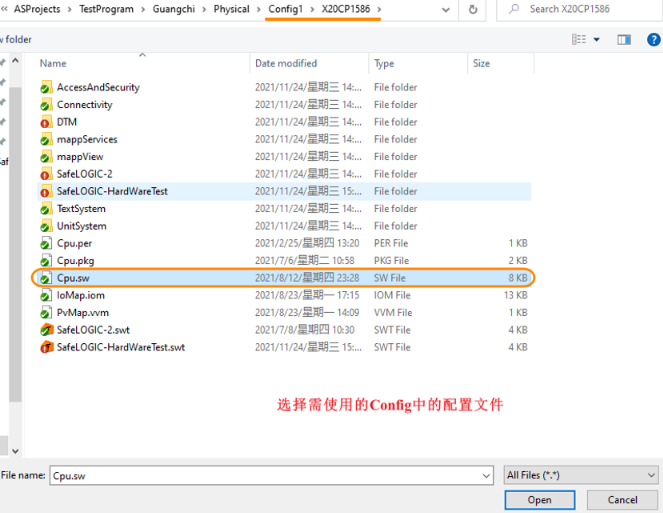 « ASProjects › TestProgram › Guangchi › Physical › Config1 › X20CP1586 ›
Search X20CP1586
folder
Name Date modified Type Size
AccessAndSecurity 2021/11/24/星期三 14:... File folder
Connectivity 2021/11/24/星期三 14:... File folder
DTM 2021/11/24/星期三 14:... File folder
mappServices 2021/11/24/星期三 14:... File folder
mappView 2021/11/24/星期三 14:... File folder
SafeLOGIC-2 2021/11/24/星期三 14:... File folder
SafeLOGIC-HardWareTest 2021/11/24/星期三 15:... File folder
TextSystem 2021/11/24/星期三 14:... File folder
UnitSystem 2021/11/24/星期三 14:... File folder
Cpu.per 2021/2/25/星期四 13:20 PER File 1 KB
Cpu.pkg 2021/7/6/星期二 10:58 PKG File 2 KB
Cpu.sw 2021/8/12/星期四 23:28 SW File 8 KB
IoMap.iom 2021/8/23/星期一 17:15 IOM File 13 KB
PvMap.vvm 2021/8/23/星期一 14:09 VVM File 1 KB
SafeLOGIC-2.swt 2021/7/8/星期四 10:30 SWT File 4 KB
SafeLOGIC-HardWareTest.swt 2021/11/24/星期三 15:... SWT File 4 KB
选择需使用的Config中的配置文件
File name: Cpu.sw All Files (*.*)
Open Cancel